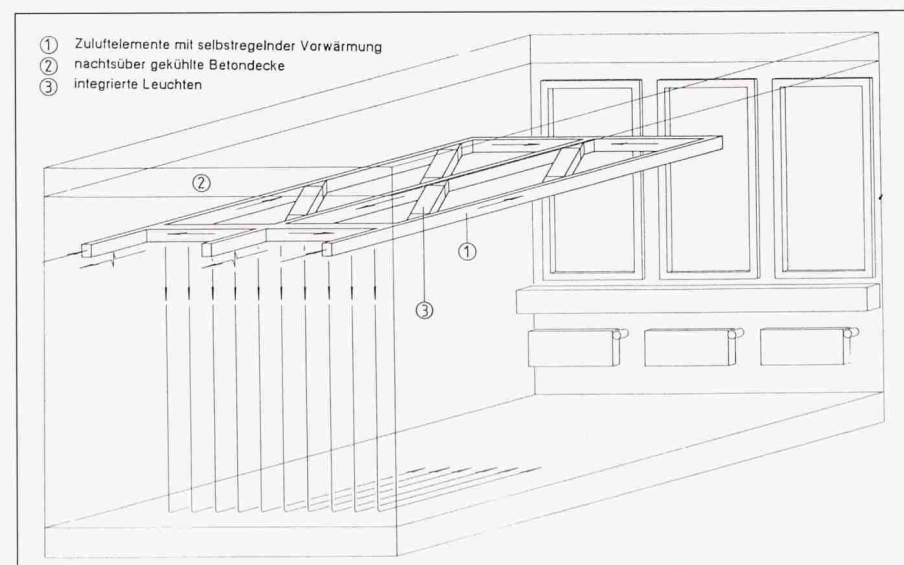 ① Zuluftelemente mit selbstregelnder Vorwärmung
② nachtsüber gekühlte Betondecke
③ integrierte Leuchten
②
①
③